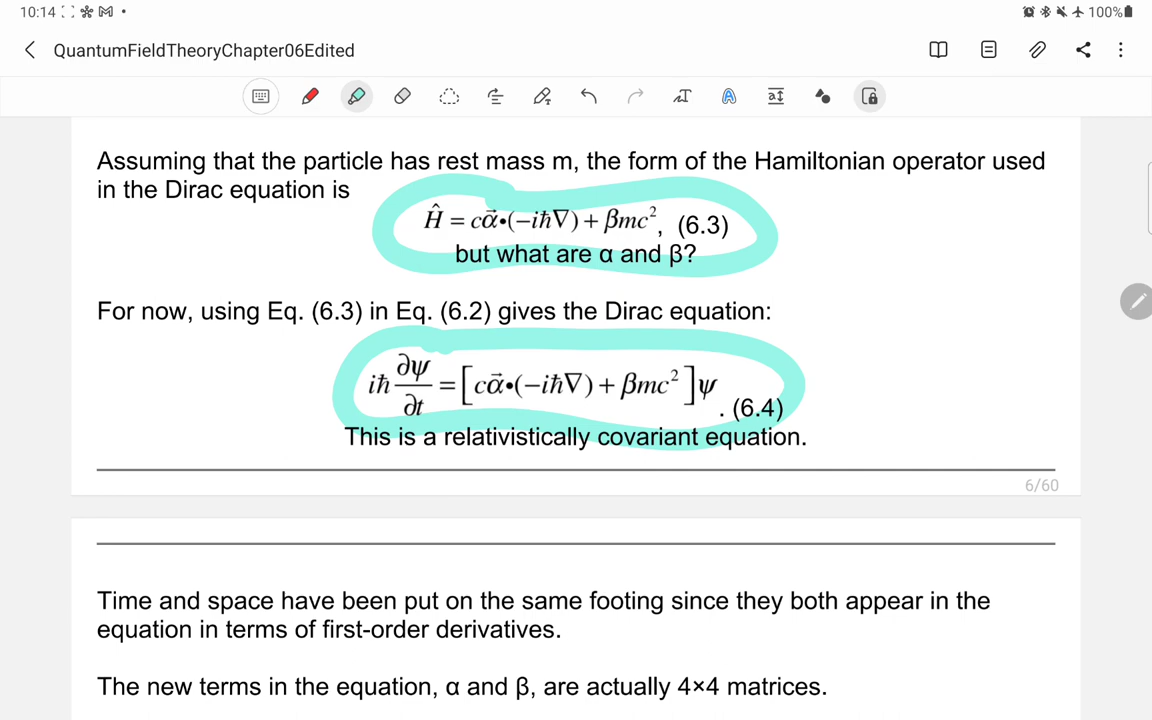 10:14
100%
QuantumFieldTheoryChapter06Edited
Assuming that the particle has rest mass m, the form of the Hamiltonian operator used
in the Dirac equation is
Ĥ = cα⃗•(−iħ∇) + βmc², (6.3)
but what are α and β?
For now, using Eq. (6.3) in Eq. (6.2) gives the Dirac equation:
iħ ∂ψ/∂t = [cα⃗•(−iħ∇) + βmc²]ψ. (6.4)
This is a relativistically covariant equation.
6/60
Time and space have been put on the same footing since they both appear in the
equation in terms of first-order derivatives.
The new terms in the equation, α and β, are actually 4×4 matrices.